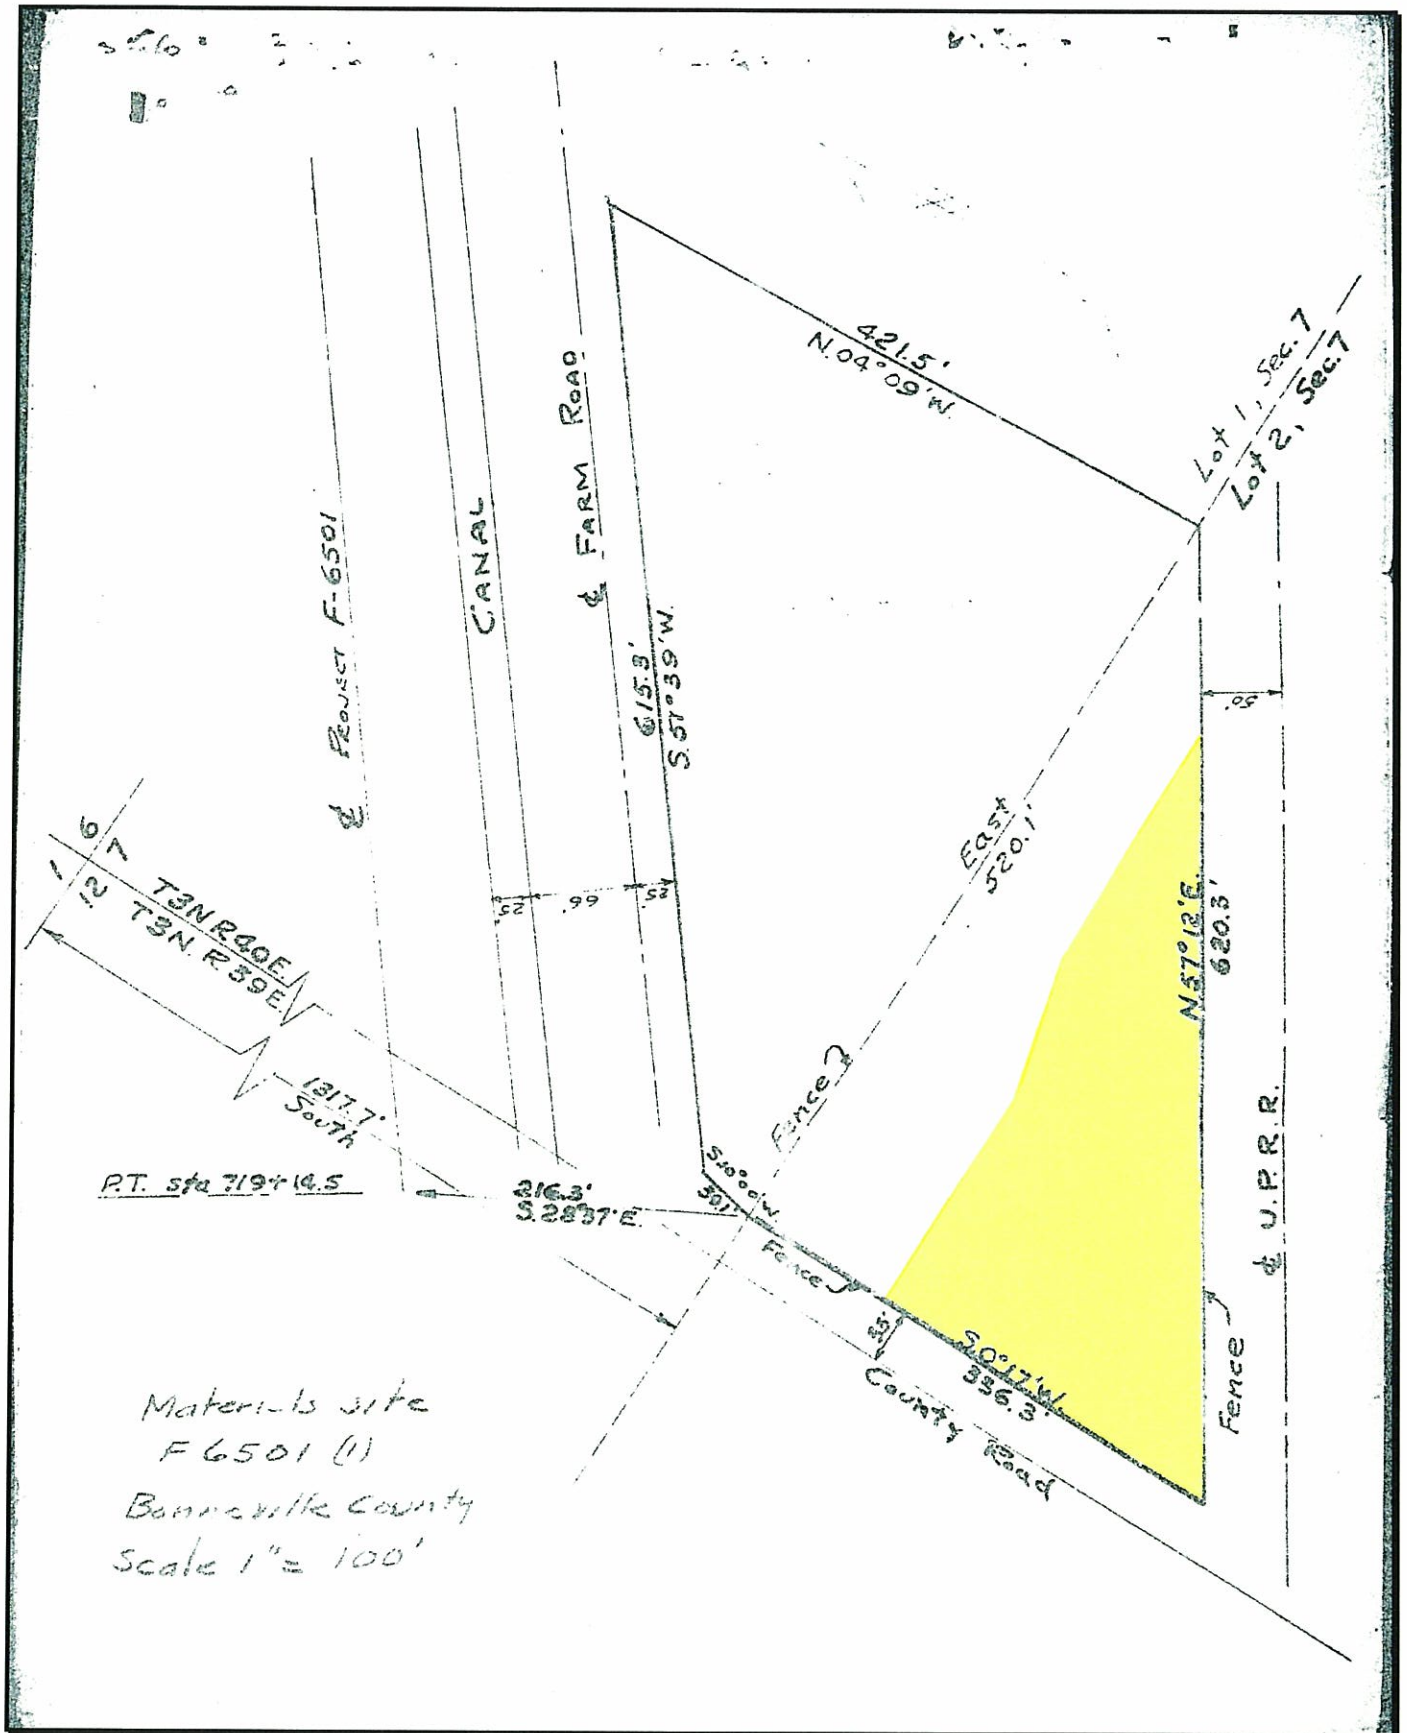 421.5'
N.04°09'W.
Lot 1, Sec. 7
Lot 2, Sec. 7
℄ FARM ROAD
CANAL
℄ PROJECT F-6501
615.3'
S.57°39'W.
50'
6 7
1 12
T3N R40E.
T3N. R39E.
East
520.1'
25'
66'
25'
N57°12'E.
620.3'
Fence
1317.7'
South
P.T. sta 719+14.5
216.3'
S.28°37'E.
S20°00'W.
30.1'
Fence
35'
S.0°17'W.
336.3'
County Road
℄ U.P.R.R.
Fence
Materials site
F 6501 (1)
Bonneville County
Scale 1" = 100'